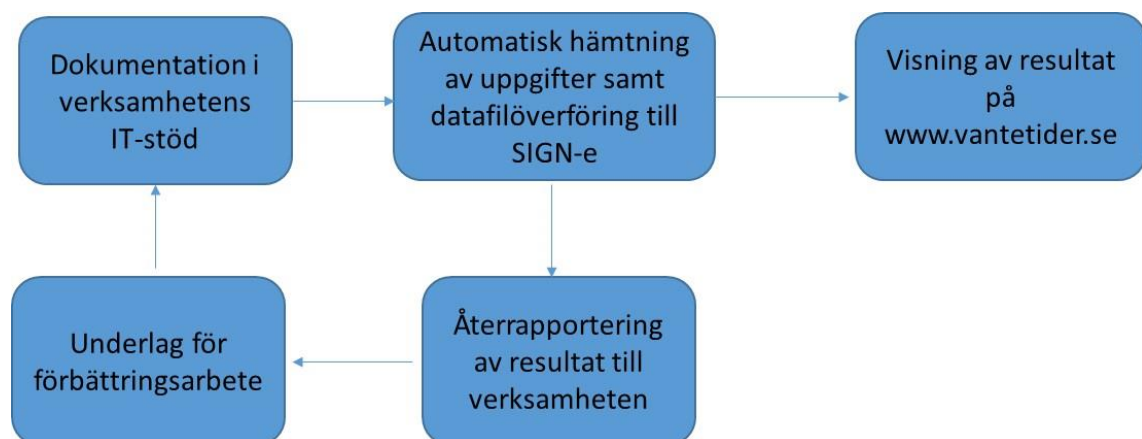 Dokumentation i
verksamhetens
IT-stöd
Automatisk hämtning
av uppgifter samt
datafilöverföring till
SIGN-e
Visning av resultat
på
www.vantetider.se
Återrapportering
av resultat till
verksamheten
Underlag för
förbättringsarbete